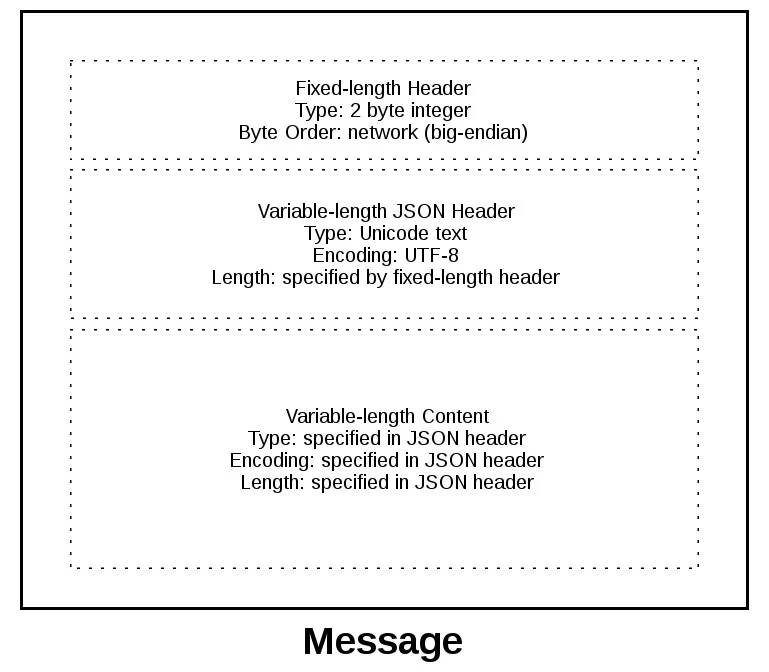 Fixed-length Header
Type: 2 byte integer
Byte Order: network (big-endian)
Variable-length JSON Header
Type: Unicode text
Encoding: UTF-8
Length: specified by fixed-length header
Variable-length Content
Type: specified in JSON header
Encoding: specified in JSON header
Length: specified in JSON header
Message